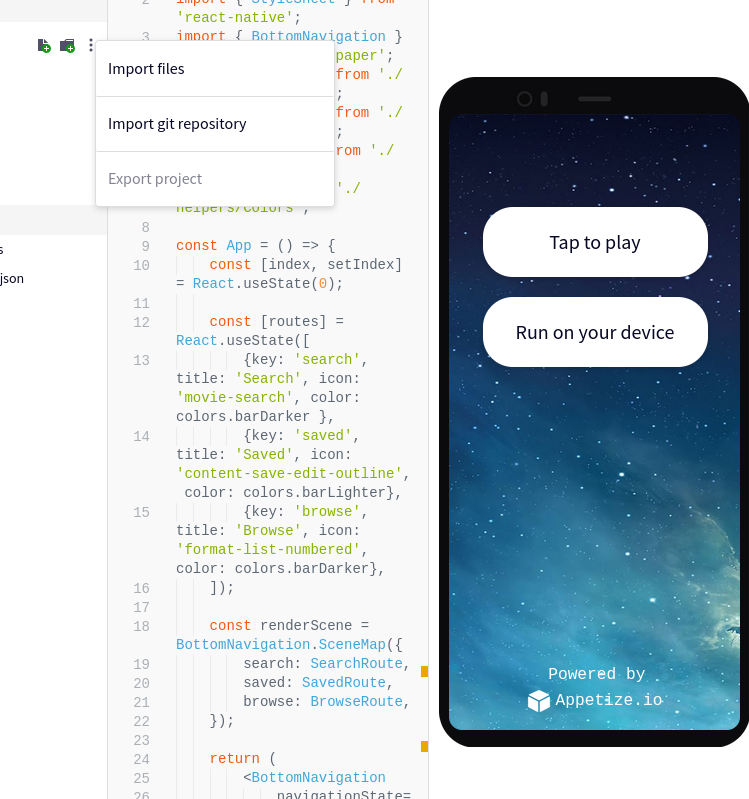 2 import { StyleSheet } from
'react-native';
3 import { BottomNavigation }
Import files
paper';
from './
;
Import git repository
from './
;
rom './
Export project
'./
helpers/Colors';
8
s
9 const App = () => {
10 const [index, setIndex]
json
= React.useState(0);
11
12 const [routes] =
React.useState([
13 {key: 'search',
title: 'Search', icon:
'movie-search', color:
colors.barDarker },
14 {key: 'saved',
title: 'Saved', icon:
'content-save-edit-outline',
color: colors.barLighter},
15 {key: 'browse',
title: 'Browse', icon:
'format-list-numbered',
color: colors.barDarker},
16 ]);
17
18 const renderScene =
BottomNavigation.SceneMap({
19 search: SearchRoute,
20 saved: SavedRoute,
21 browse: BrowseRoute,
22 });
23
24 return (
25 <BottomNavigation
26 navigationState=
Tap to play
Run on your device
Powered by
Appetize.io